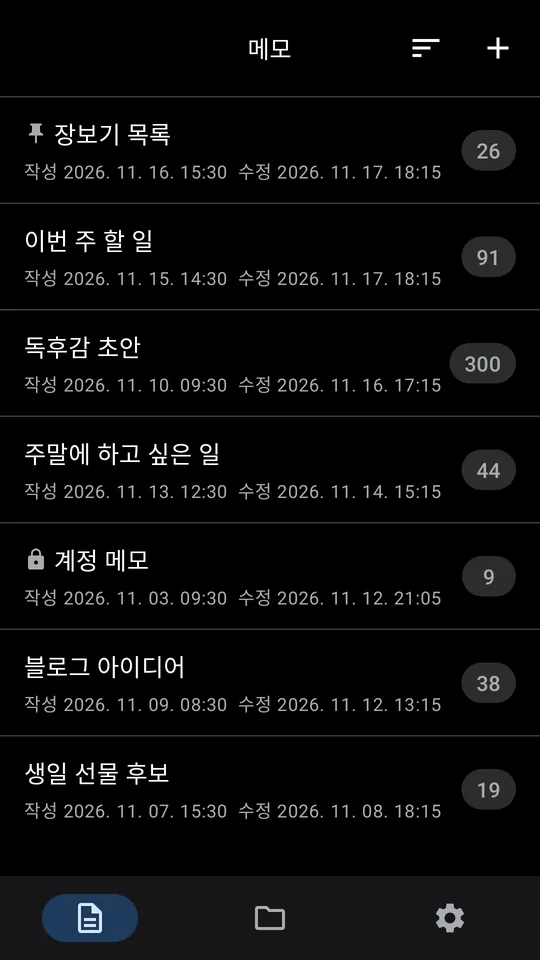 메모
장보기 목록
작성 2026. 11. 16. 15:30 수정 2026. 11. 17. 18:15
26
이번 주 할 일
작성 2026. 11. 15. 14:30 수정 2026. 11. 17. 18:15
91
독후감 초안
작성 2026. 11. 10. 09:30 수정 2026. 11. 16. 17:15
300
주말에 하고 싶은 일
작성 2026. 11. 13. 12:30 수정 2026. 11. 14. 15:15
44
계정 메모
작성 2026. 11. 03. 09:30 수정 2026. 11. 12. 21:05
9
블로그 아이디어
작성 2026. 11. 09. 08:30 수정 2026. 11. 12. 13:15
38
생일 선물 후보
작성 2026. 11. 07. 15:30 수정 2026. 11. 08. 18:15
19